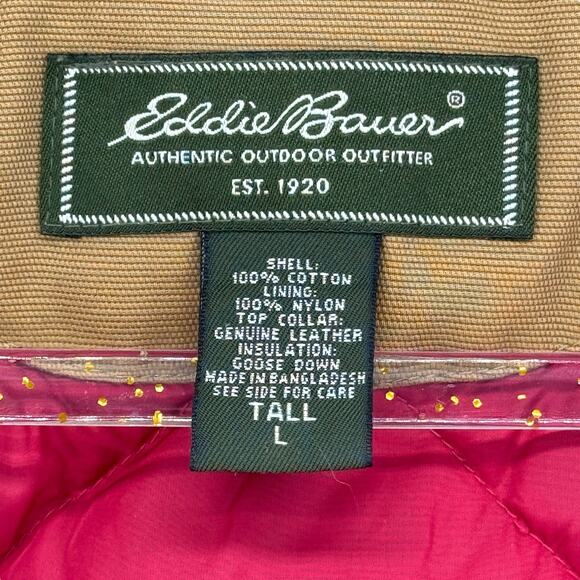 Eddie Bauer®
AUTHENTIC OUTDOOR OUTFITTER
EST. 1920
SHELL:
100% COTTON
LINING:
100% NYLON
TOP COLLAR:
GENUINE LEATHER
INSULATION:
GOOSE DOWN
MADE IN BANGLADESH
SEE SIDE FOR CARE
TALL
L